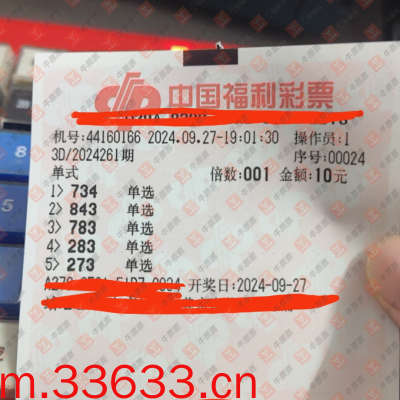 中国福利彩票
机号:44160166 2024.09.27-19:01:30 操作员:1
3D/2024261期 序号:00024
单式 倍数:001 金额:10元
1> 734 单选
2> 843 单选
3> 783 单选
4> 283 单选
5> 273 单选
开奖日:2024-09-27
m.33633.cn